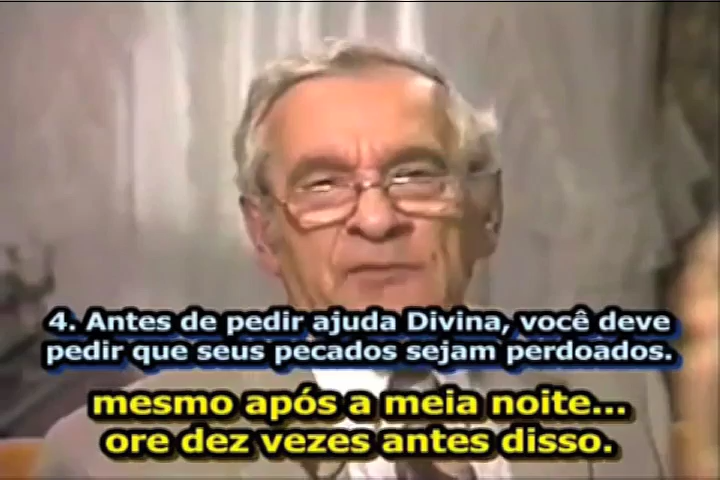 4. Antes de pedir ajuda Divina, você deve
pedir que seus pecados sejam perdoados.
mesmo após a meia noite...
ore dez vezes antes disso.